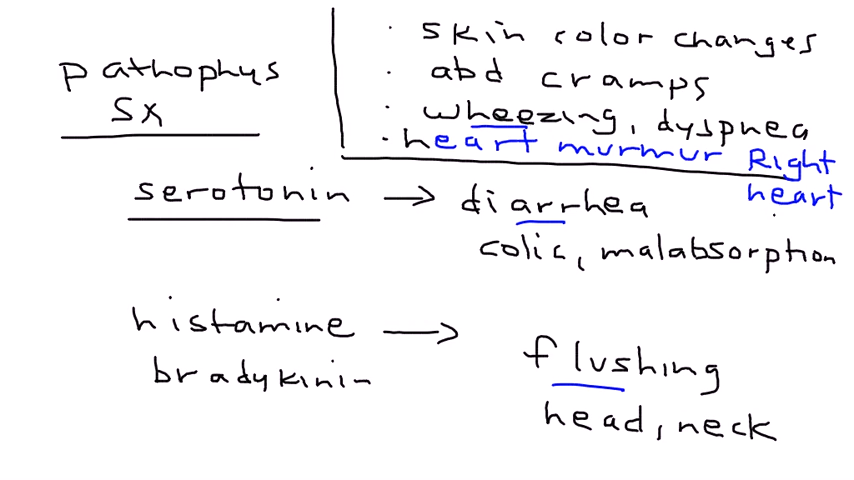 pathophys
sx
· skin color changes
· abd cramps
· wheezing, dyspnea
· heart murmur Right
heart
serotonin → diarrhea
colic, malabsorption
histamine →
bradykinin
flushing
head, neck